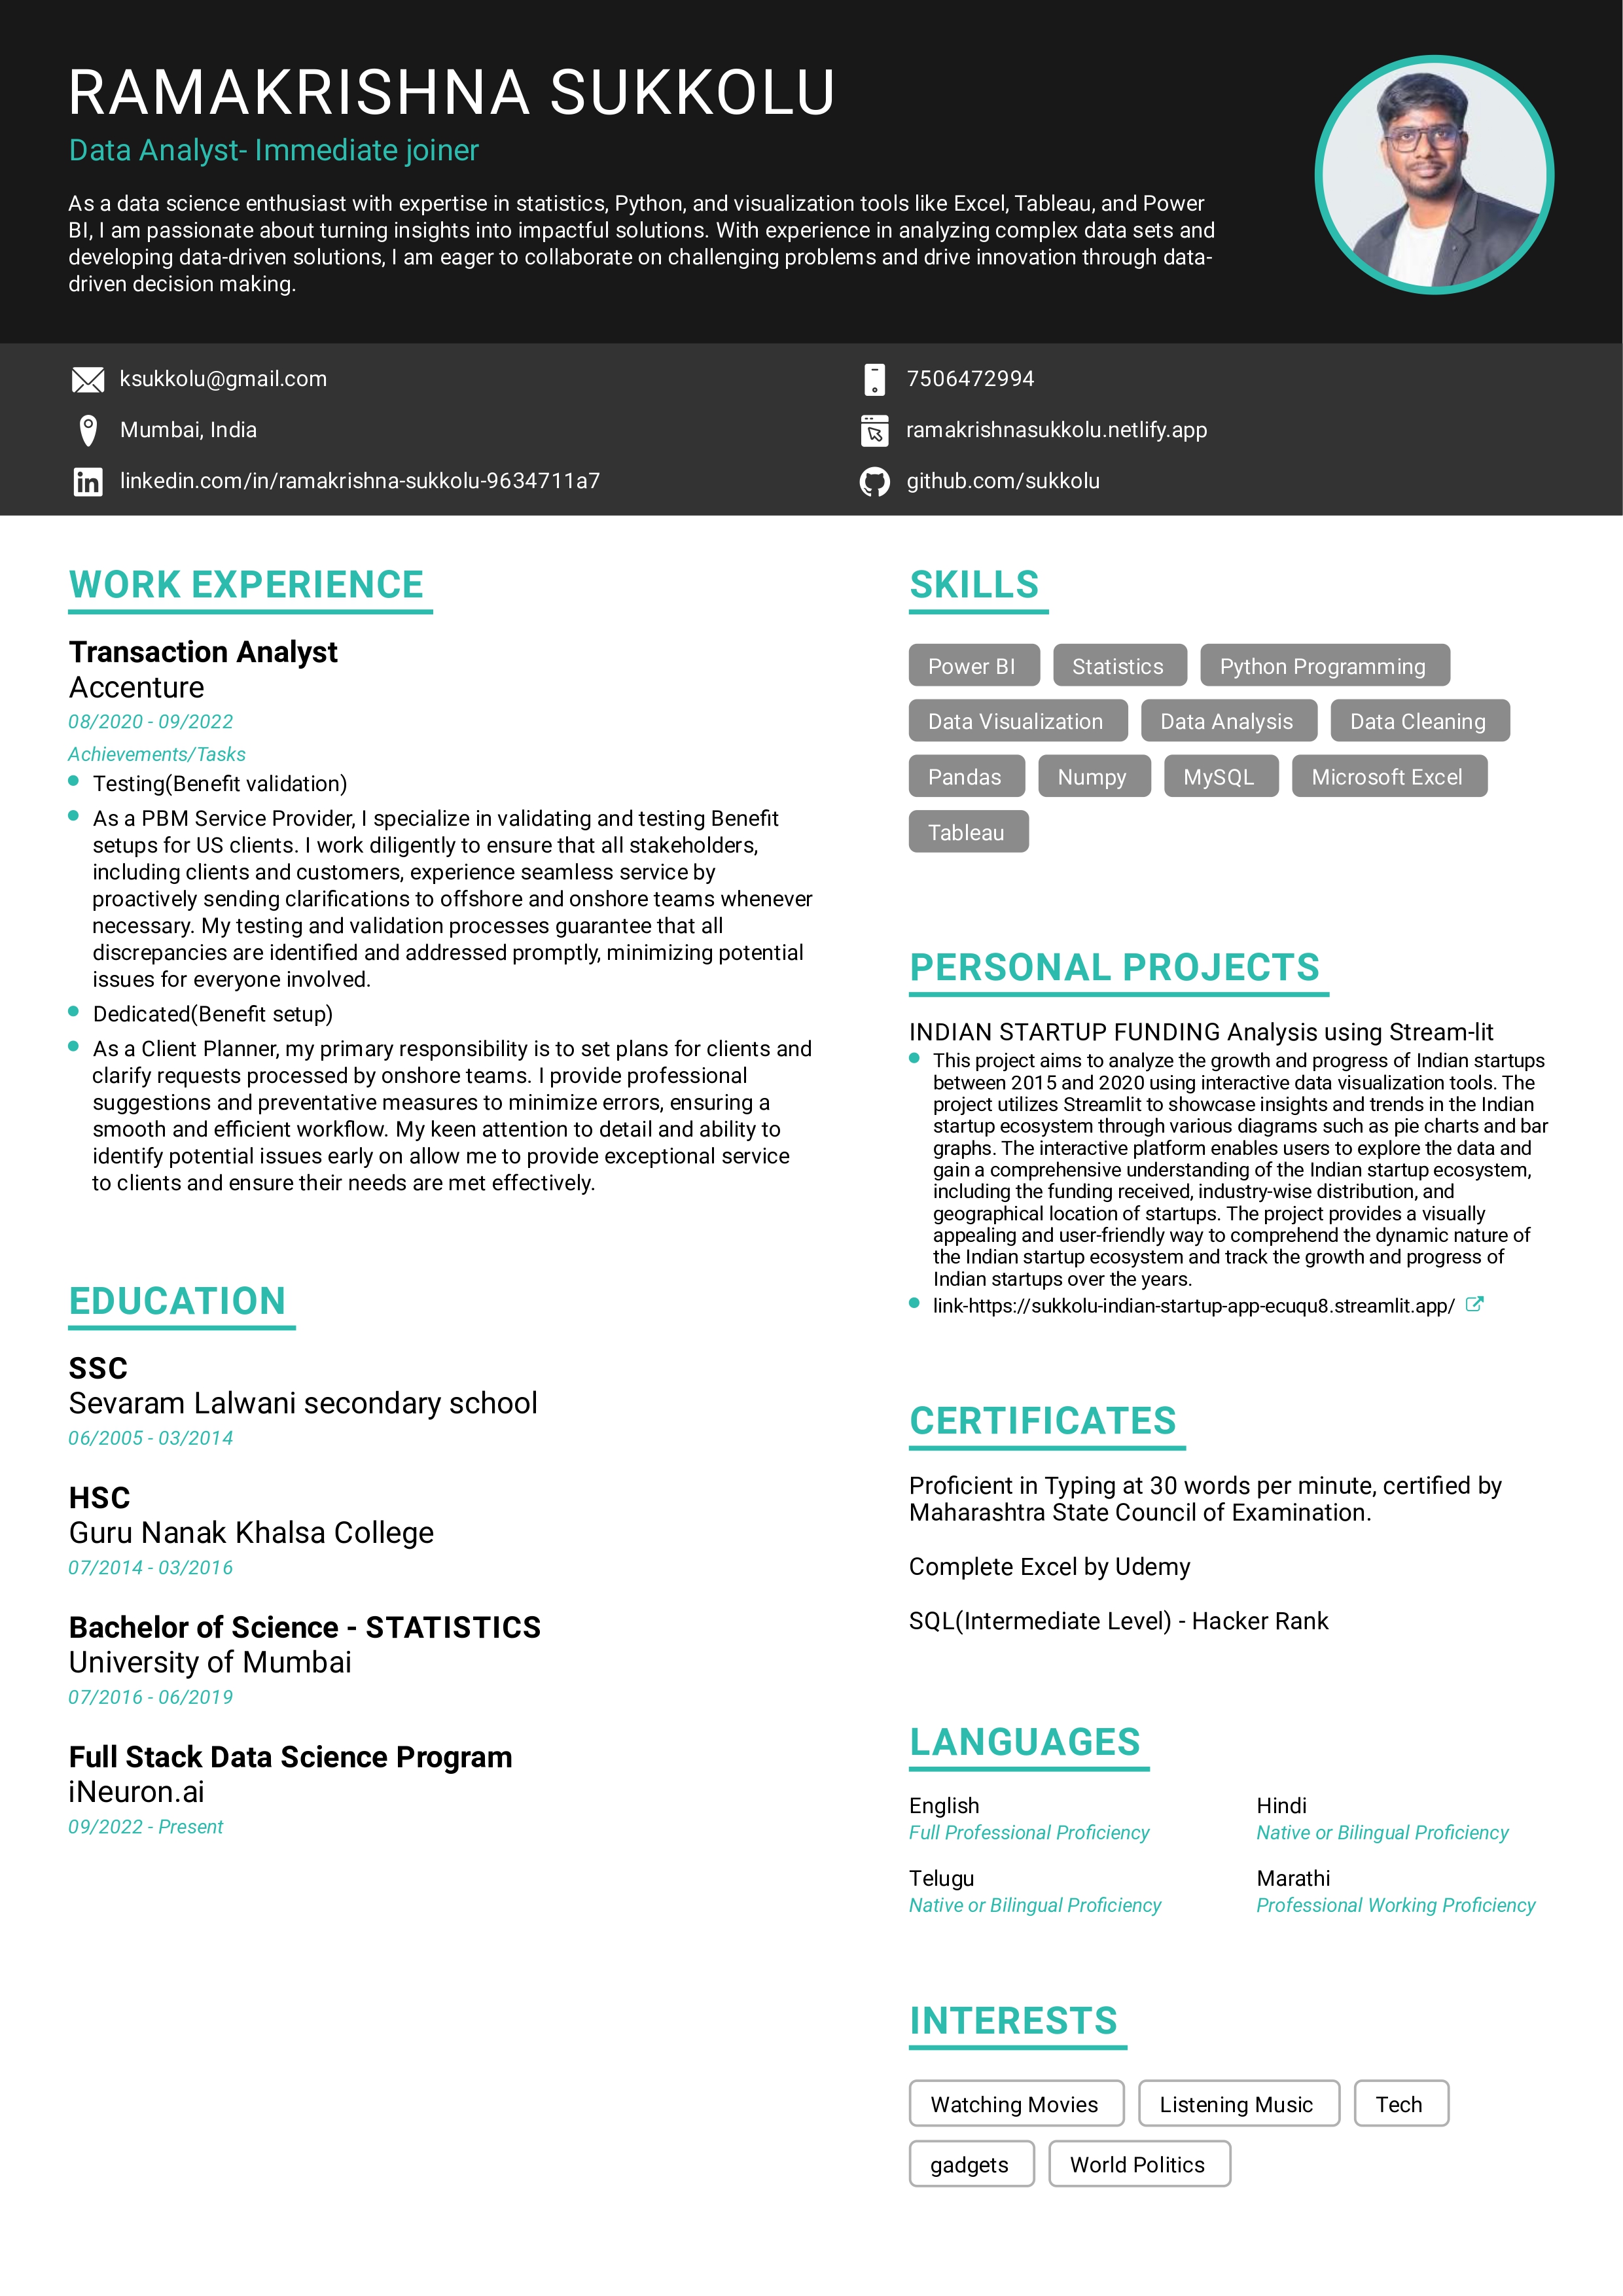 RAMAKRISHNA SUKKOLU
Data Analyst- Immediate joiner
As a data science enthusiast with expertise in statistics, Python, and visualization tools like Excel, Tableau, and Power
BI, I am passionate about turning insights into impactful solutions. With experience in analyzing complex data sets and
developing data-driven solutions, I am eager to collaborate on challenging problems and drive innovation through data-
driven decision making.
ksukkolu@gmail.com
7506472994
Mumbai, India
ramakrishnasukkolu.netlify.app
linkedin.com/in/ramakrishna-sukkolu-9634711a7
github.com/sukkolu
WORK EXPERIENCE
Transaction Analyst
Accenture
08/2020 - 09/2022
Achievements/Tasks
Testing(Benefit validation)
As a PBM Service Provider, I specialize in validating and testing Benefit
setups for US clients. I work diligently to ensure that all stakeholders,
including clients and customers, experience seamless service by
proactively sending clarifications to offshore and onshore teams whenever
necessary. My testing and validation processes guarantee that all
discrepancies are identified and addressed promptly, minimizing potential
issues for everyone involved.
Dedicated(Benefit setup)
As a Client Planner, my primary responsibility is to set plans for clients and
clarify requests processed by onshore teams. I provide professional
suggestions and preventative measures to minimize errors, ensuring a
smooth and efficient workflow. My keen attention to detail and ability to
identify potential issues early on allow me to provide exceptional service
to clients and ensure their needs are met effectively.
EDUCATION
SSC
Sevaram Lalwani secondary school
06/2005 - 03/2014
HSC
Guru Nanak Khalsa College
07/2014 - 03/2016
Bachelor of Science - STATISTICS
University of Mumbai
07/2016 - 06/2019
Full Stack Data Science Program
iNeuron.ai
09/2022 - Present
SKILLS
Power BI Statistics Python Programming
Data Visualization Data Analysis Data Cleaning
Pandas Numpy MySQL Microsoft Excel
Tableau
PERSONAL PROJECTS
INDIAN STARTUP FUNDING Analysis using Stream-lit
This project aims to analyze the growth and progress of Indian startups
between 2015 and 2020 using interactive data visualization tools. The
project utilizes Streamlit to showcase insights and trends in the Indian
startup ecosystem through various diagrams such as pie charts and bar
graphs. The interactive platform enables users to explore the data and
gain a comprehensive understanding of the Indian startup ecosystem,
including the funding received, industry-wise distribution, and
geographical location of startups. The project provides a visually
appealing and user-friendly way to comprehend the dynamic nature of
the Indian startup ecosystem and track the growth and progress of
Indian startups over the years.
link-https://sukkolu-indian-startup-app-ecuqu8.streamlit.app/
CERTIFICATES
Proficient in Typing at 30 words per minute, certified by
Maharashtra State Council of Examination.
Complete Excel by Udemy
SQL(Intermediate Level) - Hacker Rank
LANGUAGES
English
Full Professional Proficiency
Hindi
Native or Bilingual Proficiency
Telugu
Native or Bilingual Proficiency
Marathi
Professional Working Proficiency
INTERESTS
Watching Movies Listening Music Tech
gadgets World Politics